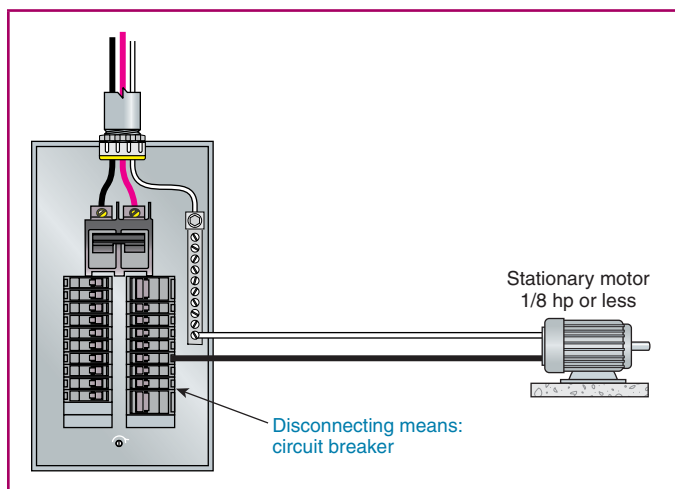 Stationary motor
1/8 hp or less
Disconnecting means:
circuit breaker